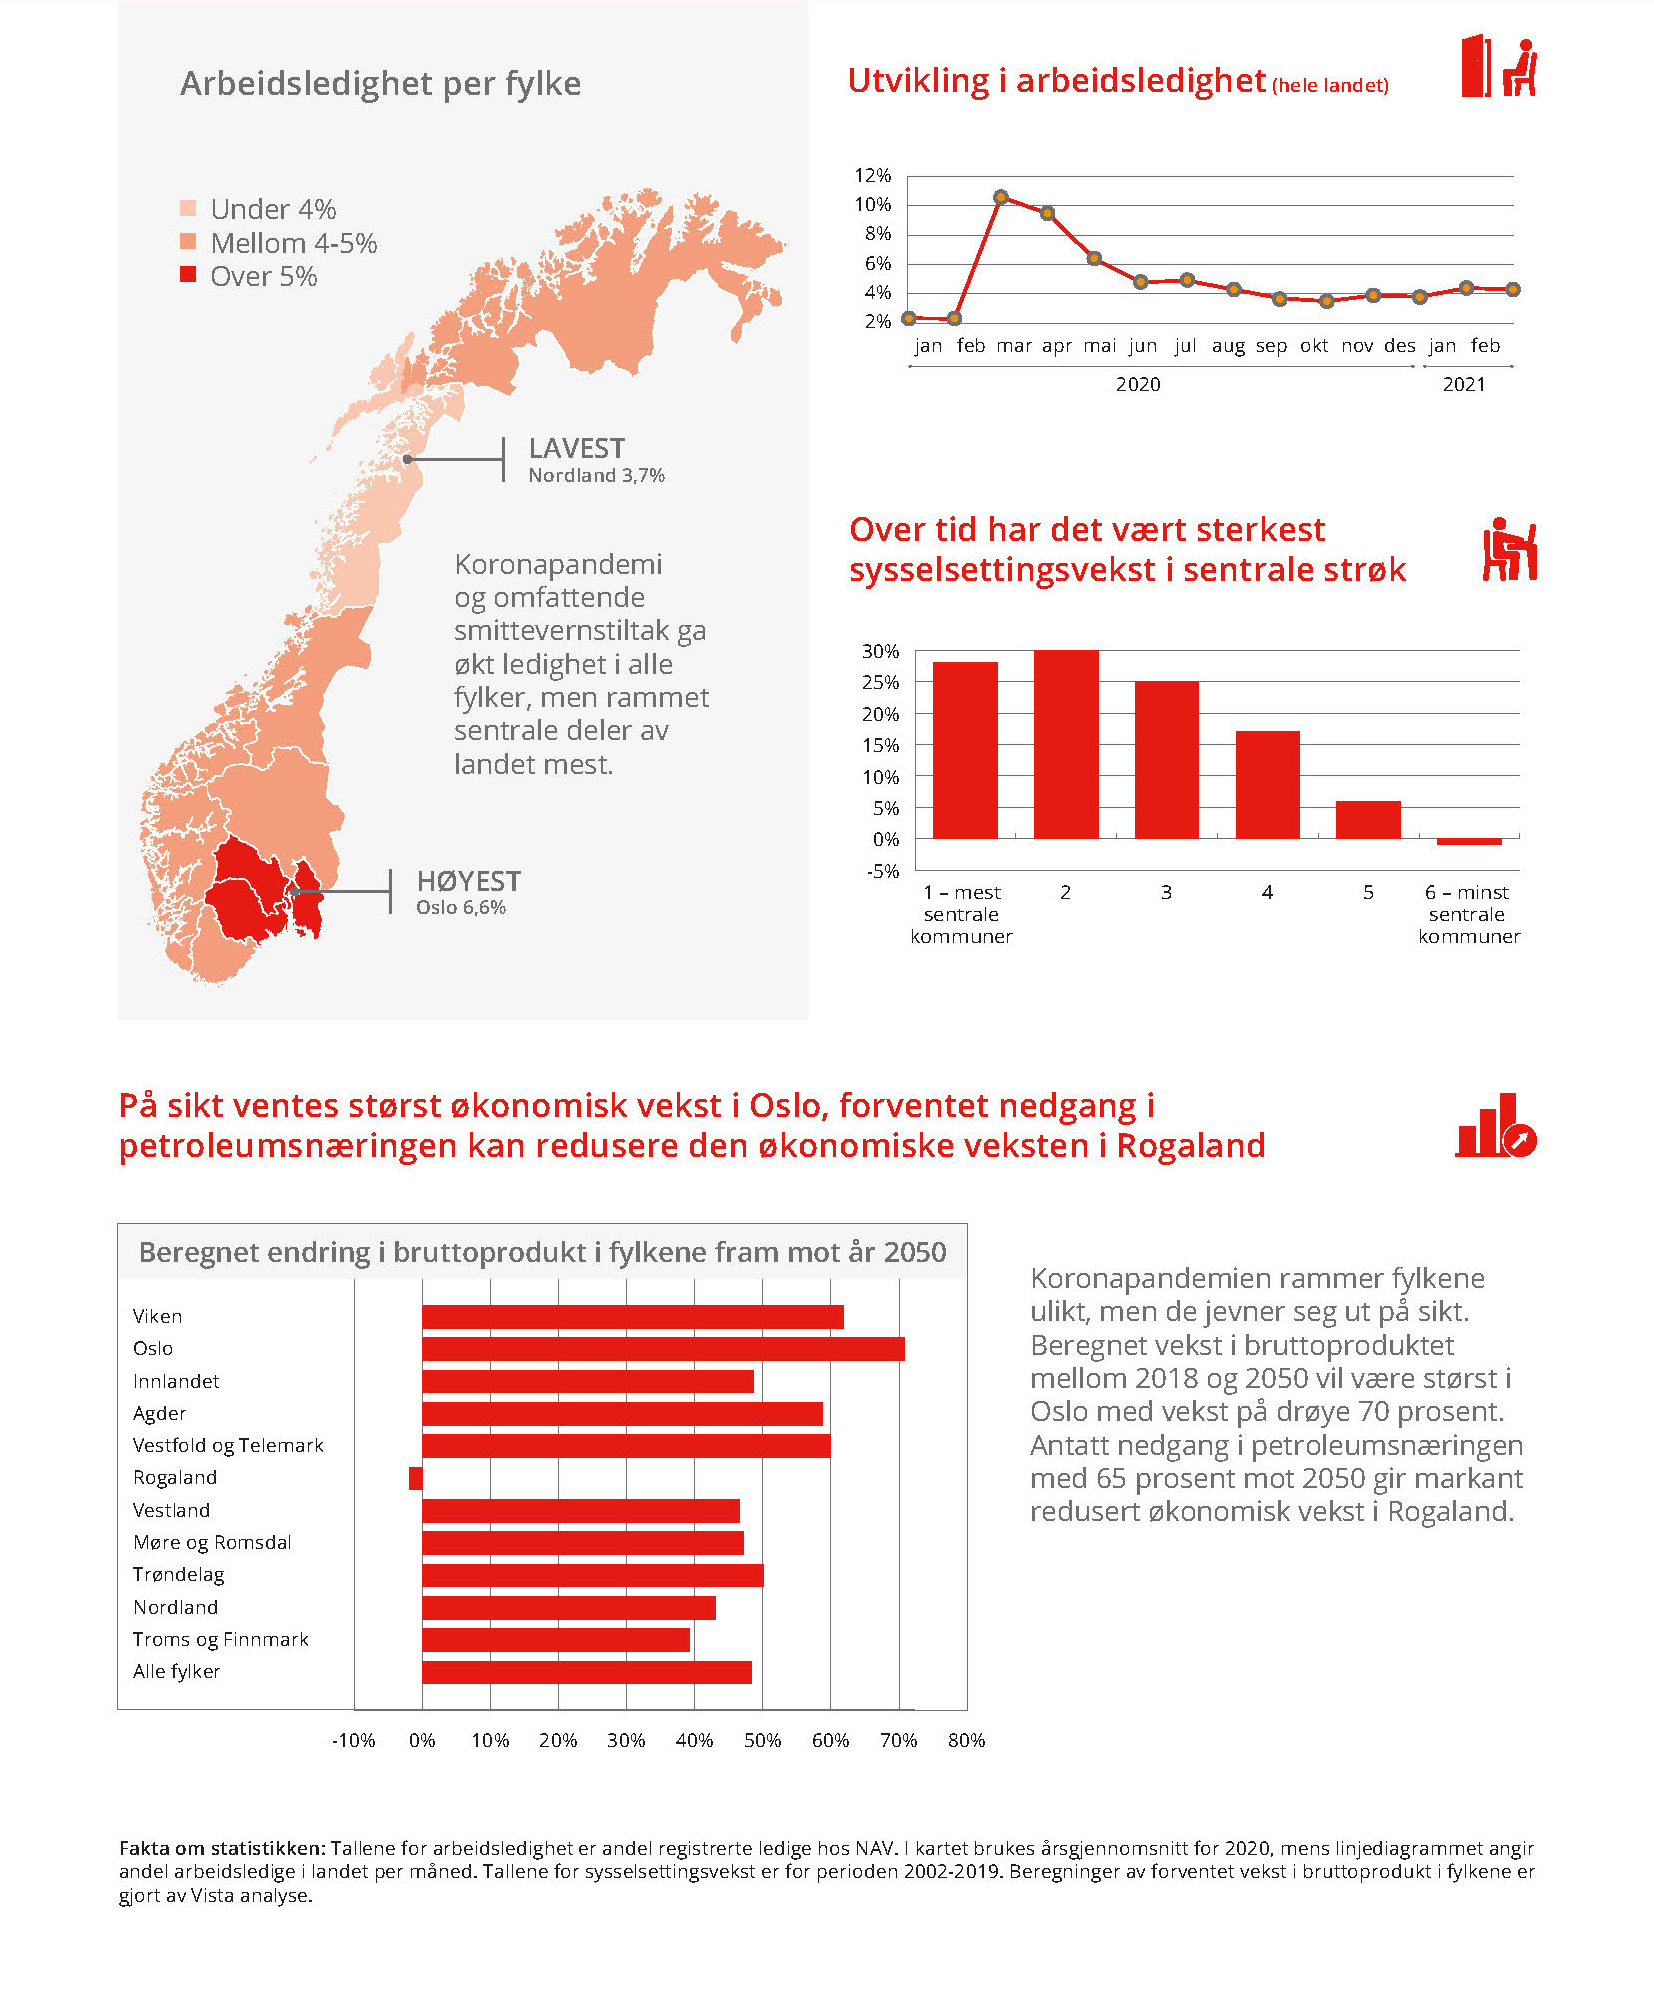 Arbeidsledighet per fylke
Under 4%
Mellom 4-5%
Over 5%
LAVEST
Nordland 3,7%
Koronapandemi
og omfattende
smittevernstiltak ga
økt ledighet i alle
fylker, men rammet
sentrale deler av
landet mest.
HØYEST
Oslo 6,6%
Utvikling i arbeidsledighet (hele landet)
12%
10%
8%
6%
4%
2%
jan feb mar apr mai jun jul aug sep okt nov des jan feb
2020 2021
Over tid har det vært sterkest
sysselsettingsvekst i sentrale strøk
30%
25%
20%
15%
10%
5%
0%
-5%
1 – mest 2 3 4 5 6 – minst
sentrale sentrale
kommuner kommuner
På sikt ventes størst økonomisk vekst i Oslo, forventet nedgang i
petroleumsnæringen kan redusere den økonomiske veksten i Rogaland
Beregnet endring i bruttoprodukt i fylkene fram mot år 2050
Viken
Oslo
Innlandet
Agder
Vestfold og Telemark
Rogaland
Vestland
Møre og Romsdal
Trøndelag
Nordland
Troms og Finnmark
Alle fylker
-10% 0% 10% 20% 30% 40% 50% 60% 70% 80%
Koronapandemien rammer fylkene
ulikt, men de jevner seg ut på sikt.
Beregnet vekst i bruttoproduktet
mellom 2018 og 2050 vil være størst i
Oslo med vekst på drøye 70 prosent.
Antatt nedgang i petroleumsnæringen
med 65 prosent mot 2050 gir markant
redusert økonomisk vekst i Rogaland.
Fakta om statistikken: Tallene for arbeidsledighet er andel registrerte ledige hos NAV. I kartet brukes årsgjennomsnitt for 2020, mens linjediagrammet angir
andel arbeidsledige i landet per måned. Tallene for sysselsettingsvekst er for perioden 2002-2019. Beregninger av forventet vekst i bruttoprodukt i fylkene er
gjort av Vista analyse.